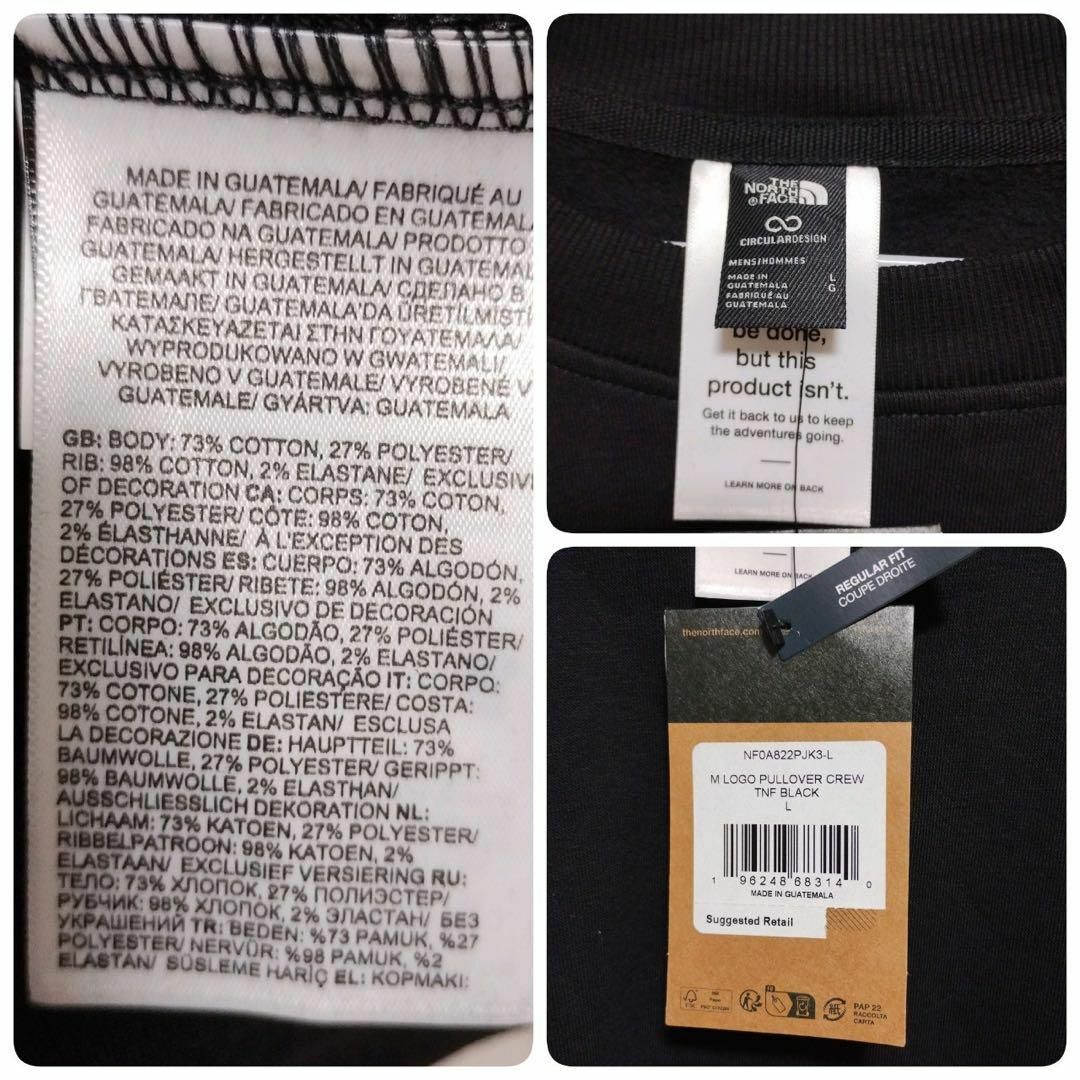 MADE IN GUATEMALA/ FABRIQUÉ AU
GUATEMALA/ FABRICADO EN GUATEMALA
FABRICADO NA GUATEMALA/ PRODOTTO
GUATEMALA/ HERGESTELLT IN GUATEMAL
GEMAAKT IN GUATEMALA/ СДЕЛАНО В
ГВАТЕМАЛЕ/ GUATEMALA'DA ÜRETİLMİSTİ
ΚΑΤΑΣΚΕΥΑΖΕΤΑΙ ΣΤΗΝ ΓΟΥΑΤΕΜΑΛΑ/
WYPRODUKOWANO W GWATEMALI/
VYROBENO V GUATEMALE/ VYROBENÉ V
GUATEMALE/ GYÁRTVA: GUATEMALA
GB: BODY: 73% COTTON, 27% POLYESTER/
RIB: 98% COTTON, 2% ELASTANE/ EXCLUSIV
OF DECORATION CA: CORPS: 73% COTON,
27% POLYESTER/ CÔTE: 98% COTON,
2% ÉLASTHANNE/ À L'EXCEPTION DES
DÉCORATIONS ES: CUERPO: 73% ALGODÓN,
27% POLIÉSTER/ RIBETE: 98% ALGODÓN, 2%
ELASTANO/ EXCLUSIVO DE DECORACIÓN
PT: CORPO: 73% ALGODÃO, 27% POLIÉSTER/
RETILÍNEA: 98% ALGODÃO, 2% ELASTANO/
EXCLUSIVO PARA DECORAÇÃO IT: CORPO:
73% COTONE, 27% POLIESTERE/ COSTA:
98% COTONE, 2% ELASTAN/ ESCLUSA
LA DECORAZIONE DE: HAUPTTEIL: 73%
BAUMWOLLE, 27% POLYESTER/ GERIPPT:
98% BAUMWOLLE, 2% ELASTHAN/
AUSSCHLIESSLICH DEKORATION NL:
LICHAAM: 73% KATOEN, 27% POLYESTER/
RIBBELPATROON: 98% KATOEN, 2%
ELASTAAN/ EXCLUSIEF VERSIERING RU:
ТЕЛО: 73% ХЛОПОК, 27% ПОЛИЭСТЕР/
РУБЧИК: 98% ХЛОПОК, 2% ЭЛАСТАН/ БЕЗ
УКРАШЕНИЙ TR: BEDEN: %73 PAMUK, %27
POLYESTER/ NERVÜR: %98 PAMUK, %2
ELASTAN/ SÜSLEME HARİÇ EL: ΚΟΡΜΑΚΙ:
THE
NORTH
FACE
CIRCULARDESIGN
MENS/HOMMES
MADE IN L
GUATEMALA G
FABRIQUÉ AU
GUATEMALA
be done,
but this
product isn't.
Get it back to us to keep
the adventures going.
LEARN MORE ON BACK
LEARN MORE ON BACK
REGULAR FIT
COUPE DROITE
thenorthface.com
NF0A822PJK3-L
M LOGO PULLOVER CREW
TNF BLACK
L
1 96248 68314 0
MADE IN GUATEMALA
Suggested Retail
FSC
PAP 22
RACCOLTA
CARTA